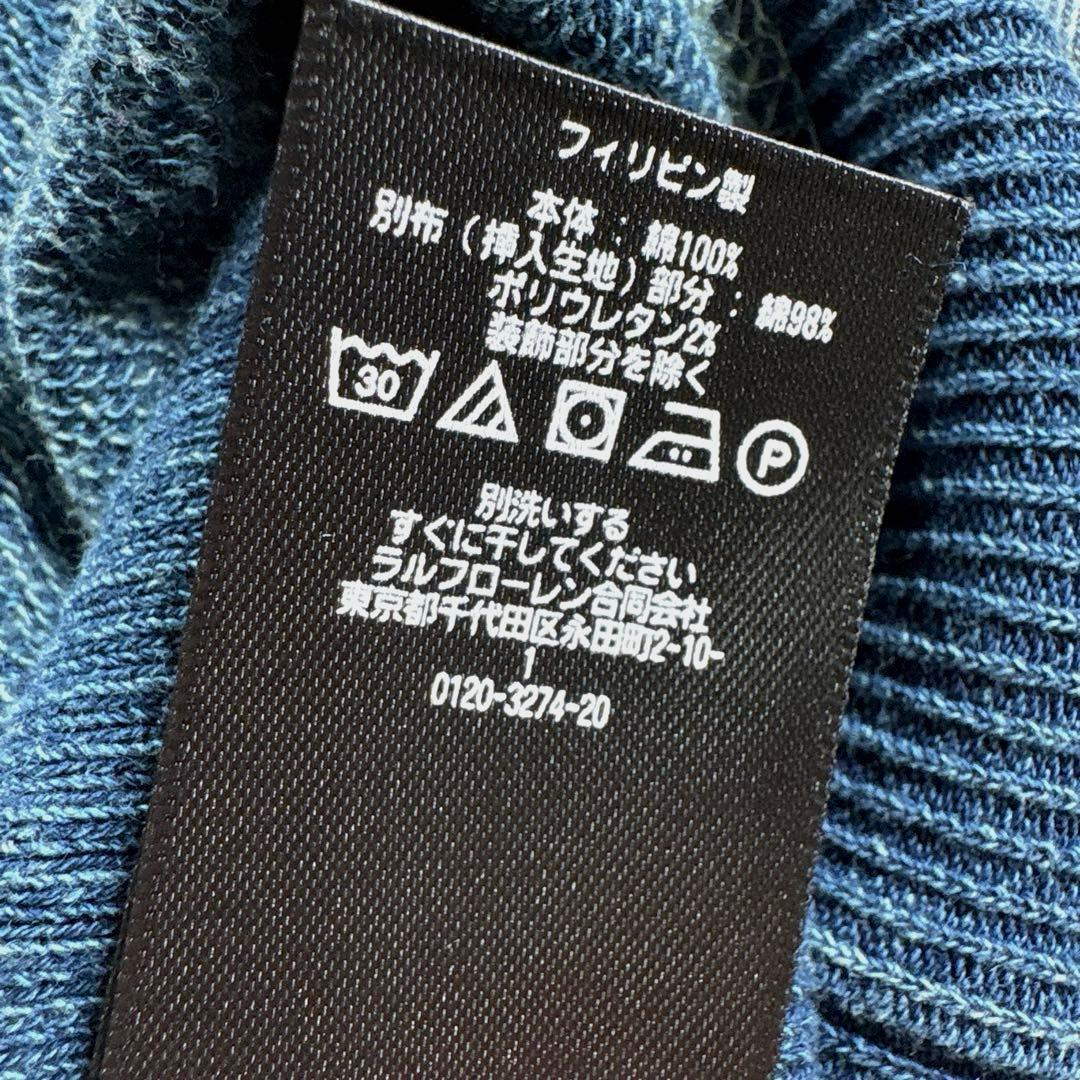 フィリピン製
本体：綿100%
別布（挿入生地）部分：綿98%
ポリウレタン2%
装飾部分を除く
30 P
別洗いする
すぐに干してください
ラルフローレン合同会社
東京都千代田区永田町2-10-
1
0120-3274-20